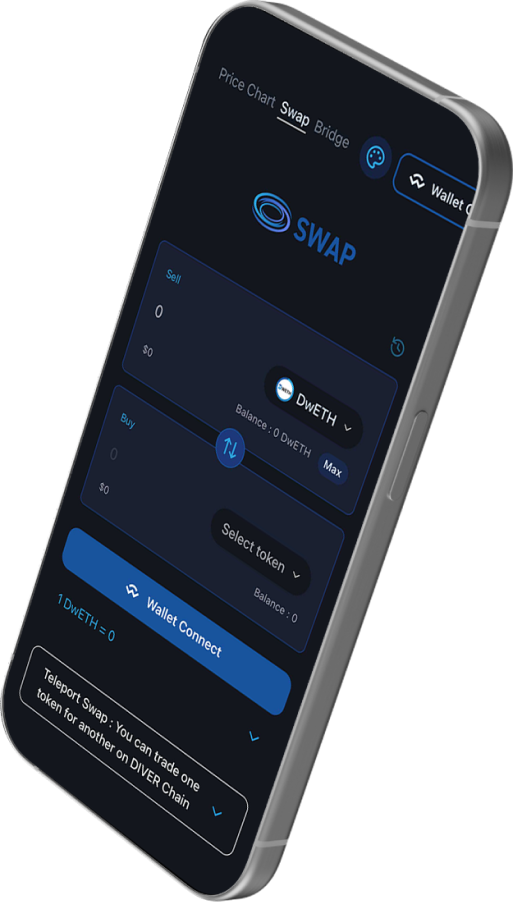 Price Chart Swap Bridge
Wallet C
SWAP
Sell
0
$0
DwETH
Balance : 0 DwETH
Max
Buy
0
$0
Select token
Balance : 0
Wallet Connect
1 DwETH = 0
Teleport Swap : You can trade one
token for another on DIVER Chain